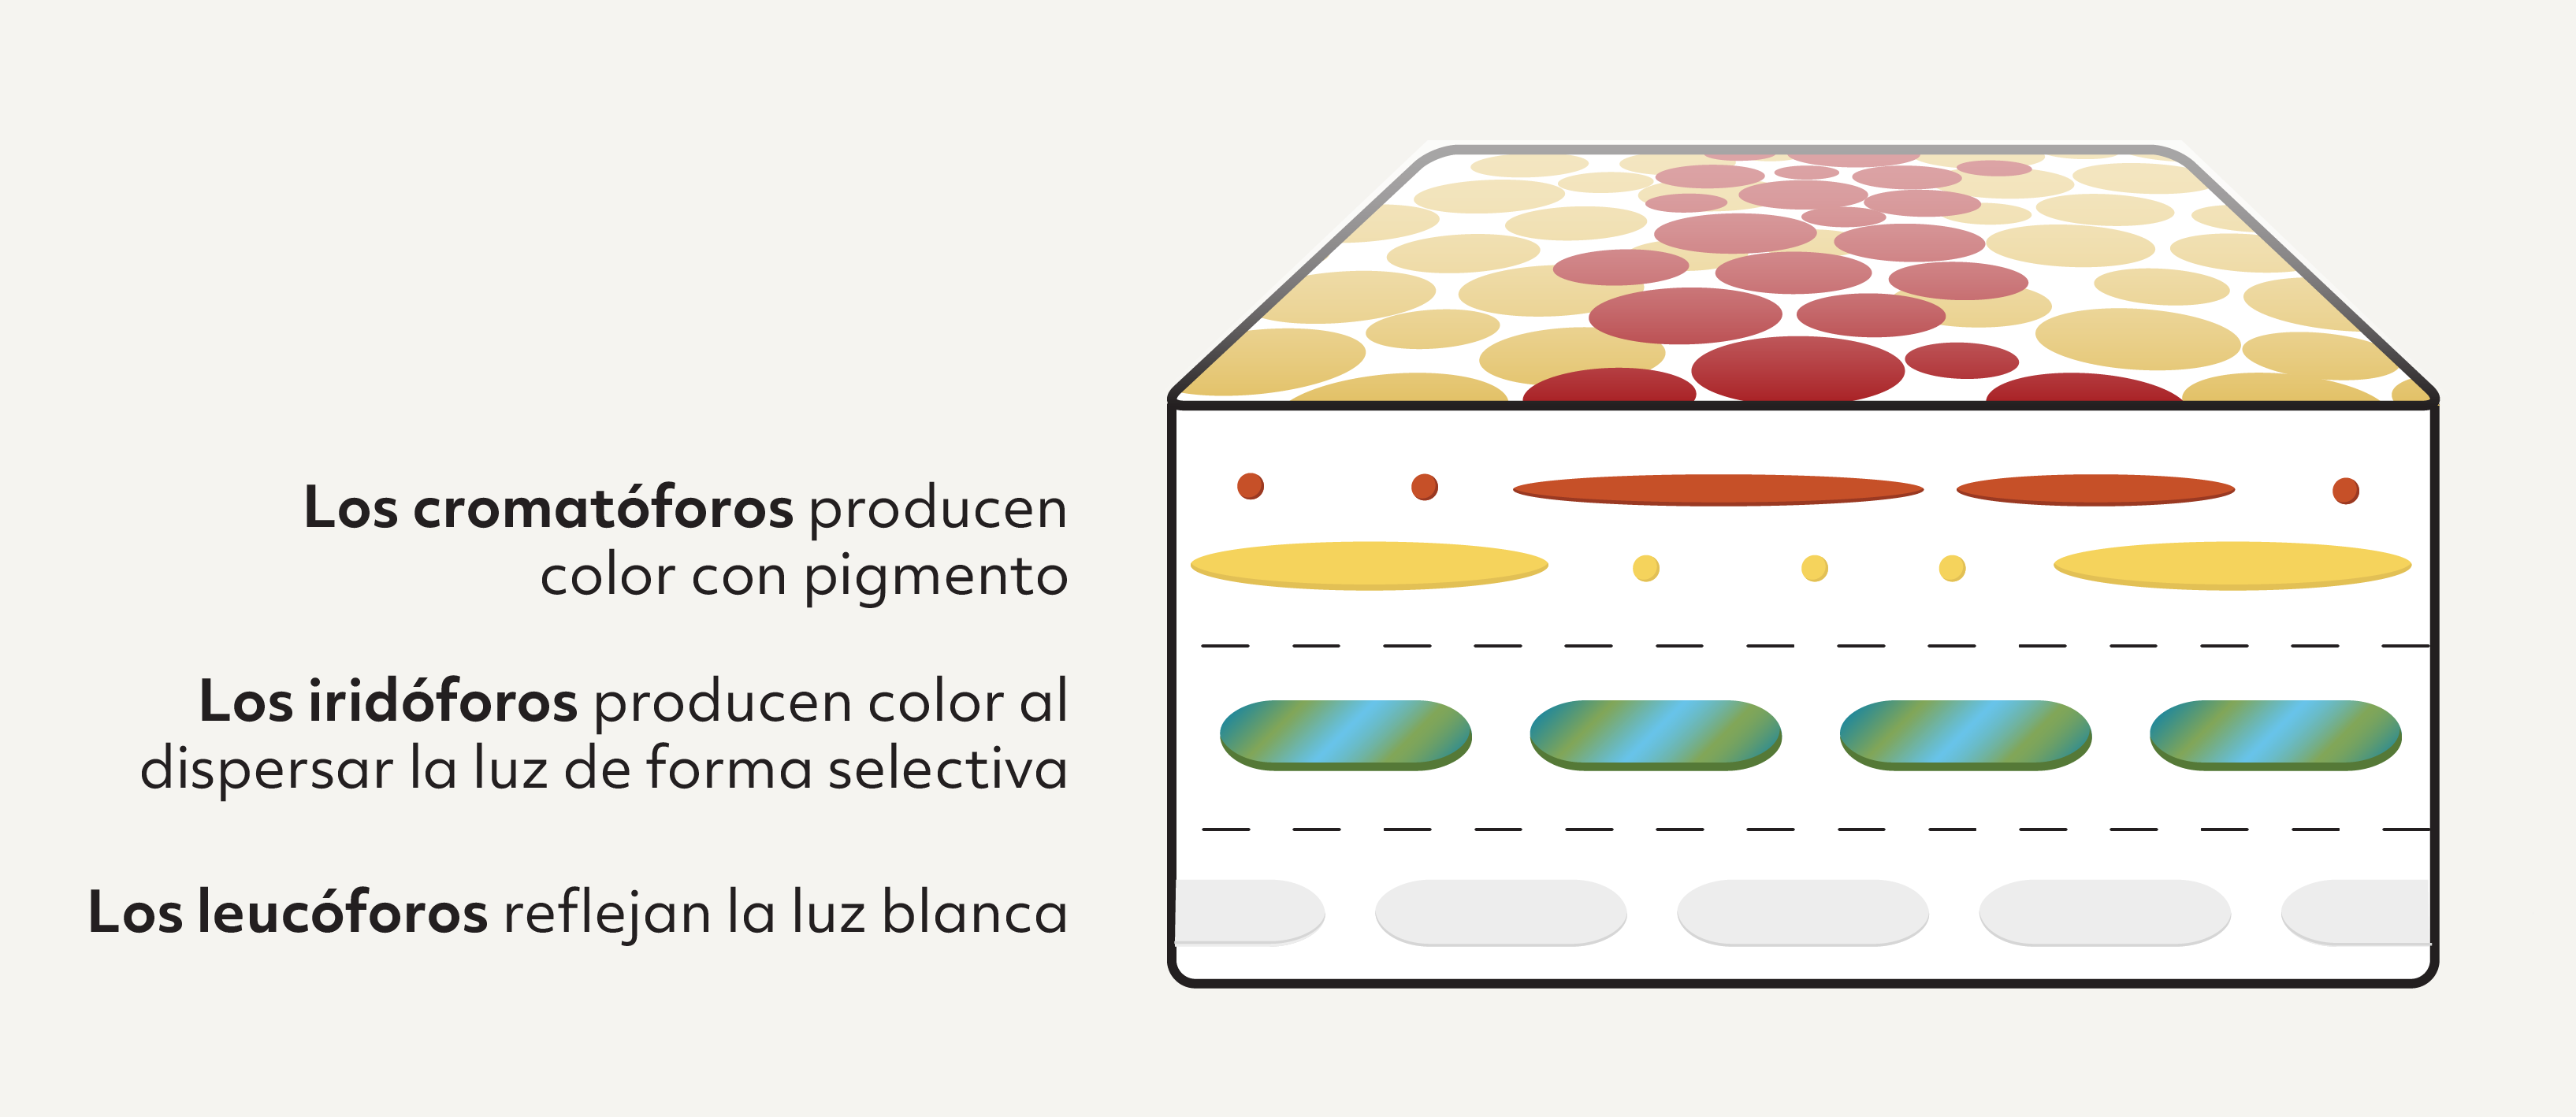 Los cromatóforos producen
color con pigmento
Los iridóforos producen color al
dispersar la luz de forma selectiva
Los leucóforos reflejan la luz blanca